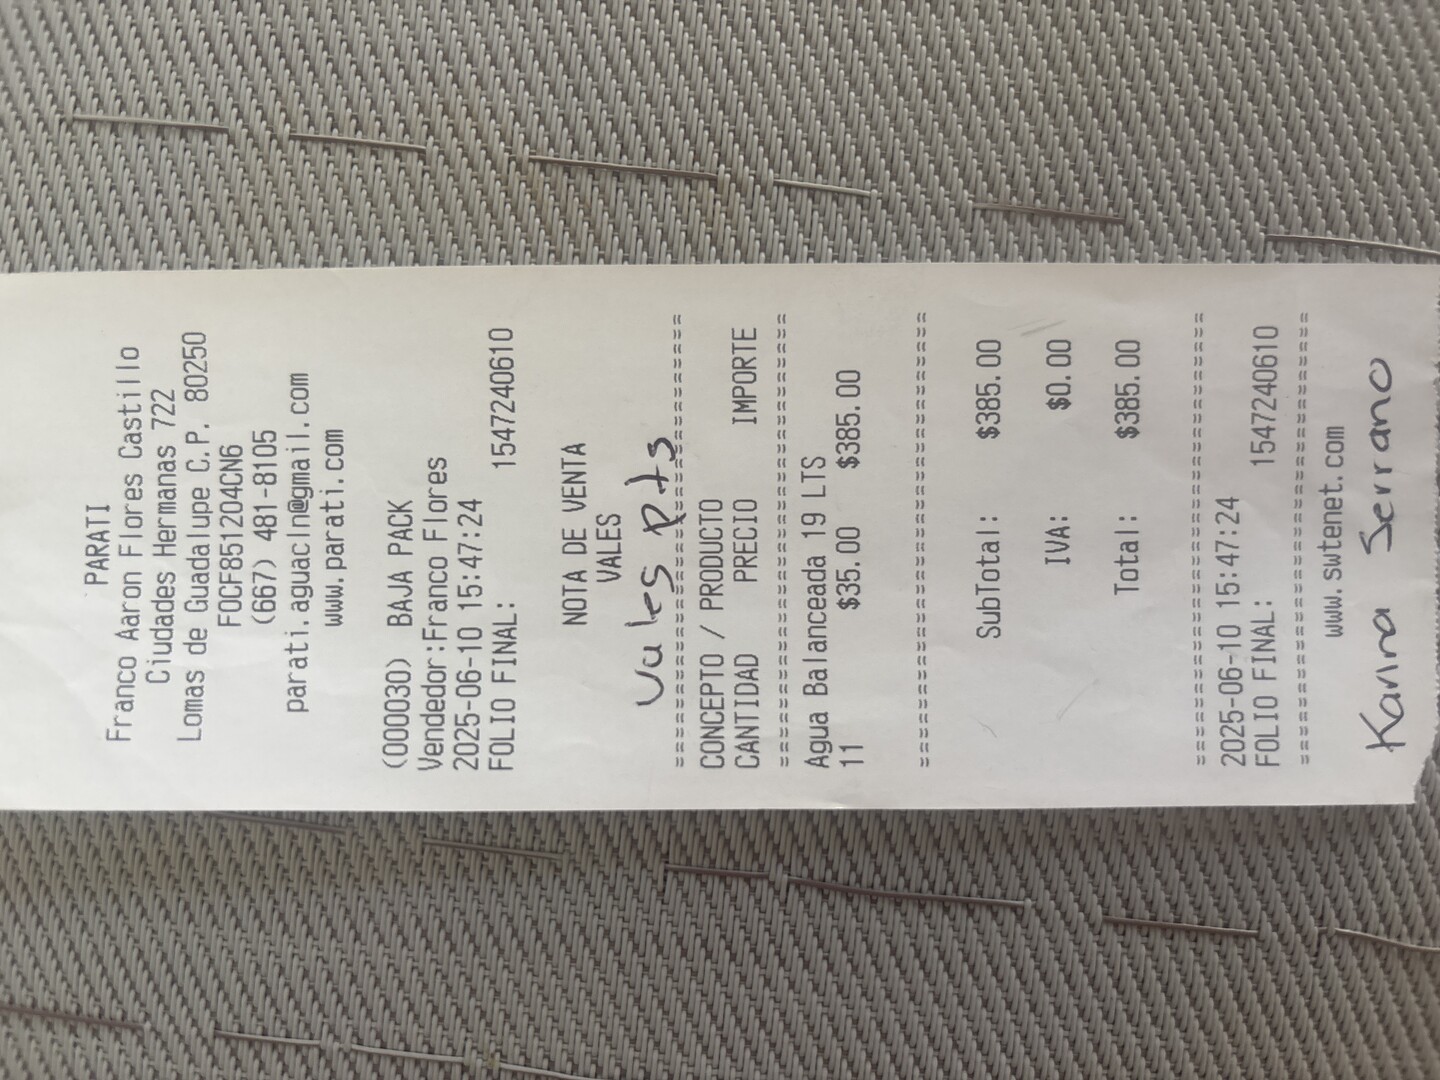 PARATI
Franco Aaron Flores Castillo
Ciudades Hermanas 722
Lomas de Guadalupe C.P. 80250
FOCF851204CN6
(667) 481-8105
parati.aguacln@gmail.com
www.parati.com
(000030) BAJA PACK
Vendedor:Franco Flores
2025-06-10 15:47:24
FOLIO FINAL: 1547240610
NOTA DE VENTA
VALES
Vales pts
=====================================
CONCEPTO / PRODUCTO
CANTIDAD PRECIO IMPORTE
=====================================
Agua Balanceada 19 LTS
11 $35.00 $385.00
=====================================
SubTotal: $385.00
IVA: $0.00
Total: $385.00
=====================================
2025-06-10 15:47:24
FOLIO FINAL: 1547240610
=====================================
www.swtenet.com
Karina Serrano